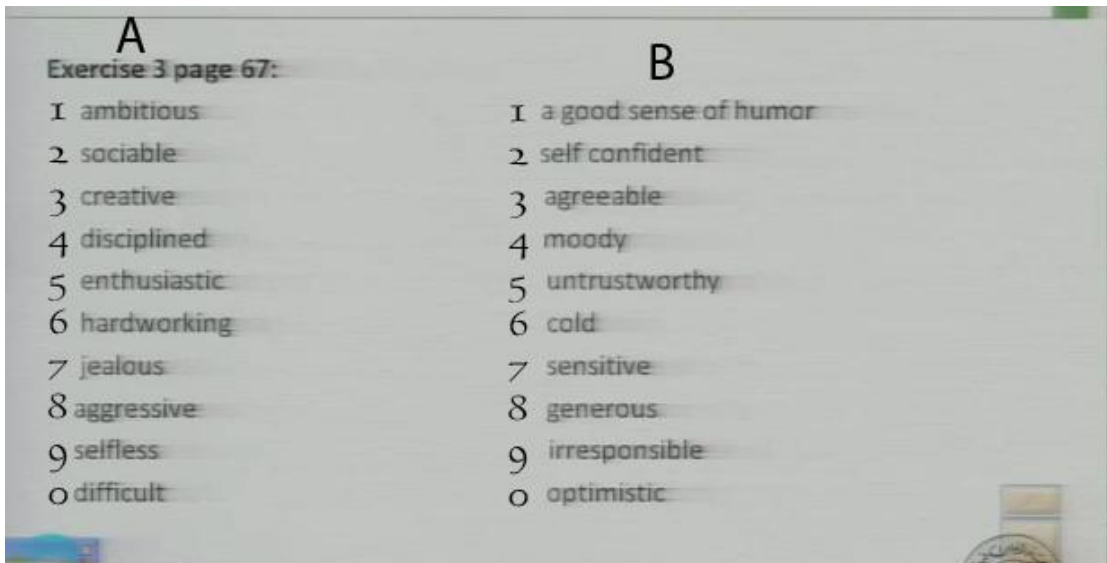 A
Exercise 3 page 67:
1 ambitious
2 sociable
3 creative
4 disciplined
5 enthusiastic
6 hardworking
7 jealous
8 aggressive
9 selfless
0 difficult
B
1 a good sense of humor
2 self confident
3 agreeable
4 moody
5 untrustworthy
6 cold
7 sensitive
8 generous
9 irresponsible
0 optimistic